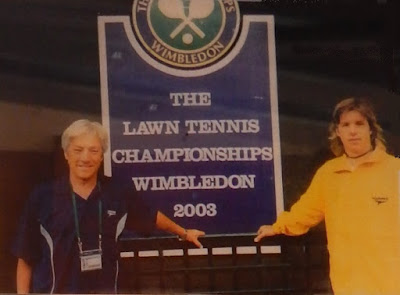 WIMBLEDON
THE
LAWN TENNIS
CHAMPIONSHIPS
WIMBLEDON
2003